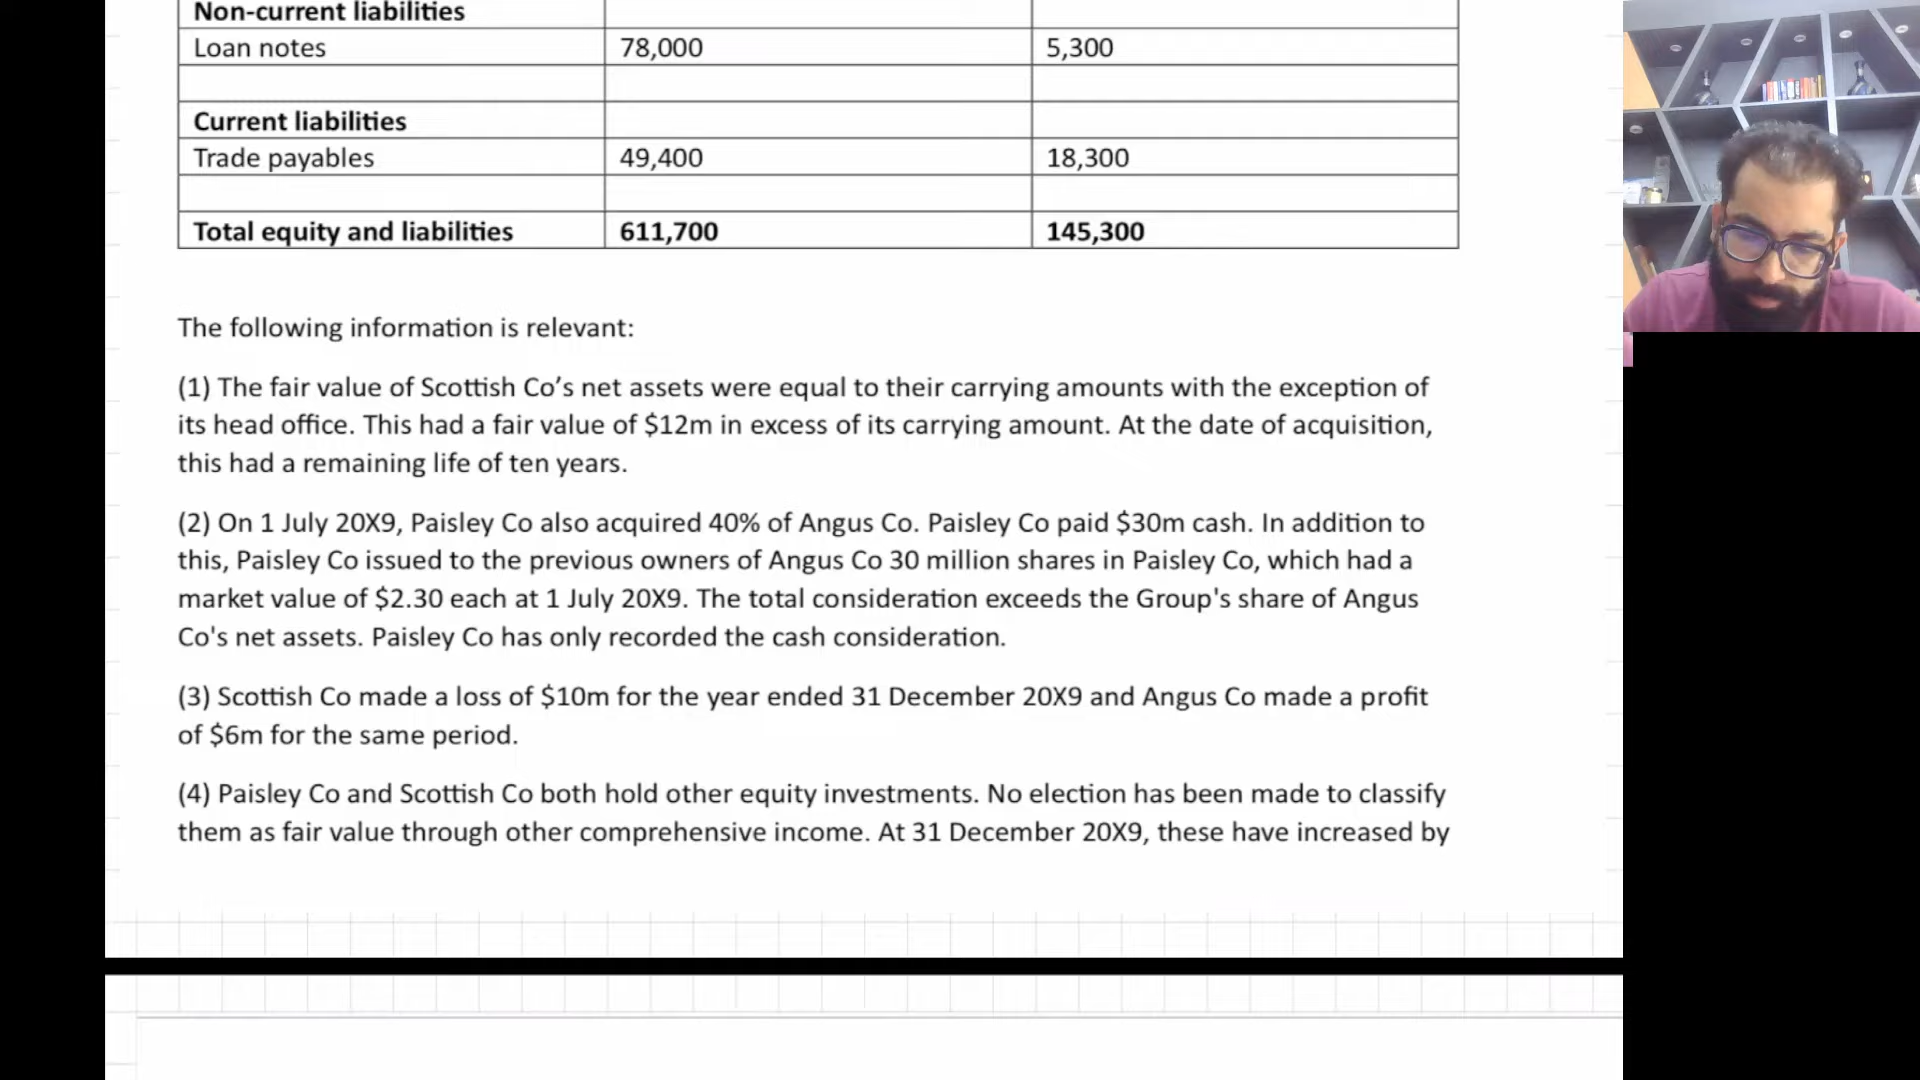 Non-current liabilities
Loan notes 78,000 5,300
Current liabilities
Trade payables 49,400 18,300
Total equity and liabilities 611,700 145,300
The following information is relevant:
(1) The fair value of Scottish Co’s net assets were equal to their carrying amounts with the exception of
its head office. This had a fair value of $12m in excess of its carrying amount. At the date of acquisition,
this had a remaining life of ten years.
(2) On 1 July 20X9, Paisley Co also acquired 40% of Angus Co. Paisley Co paid $30m cash. In addition to
this, Paisley Co issued to the previous owners of Angus Co 30 million shares in Paisley Co, which had a
market value of $2.30 each at 1 July 20X9. The total consideration exceeds the Group's share of Angus
Co's net assets. Paisley Co has only recorded the cash consideration.
(3) Scottish Co made a loss of $10m for the year ended 31 December 20X9 and Angus Co made a profit
of $6m for the same period.
(4) Paisley Co and Scottish Co both hold other equity investments. No election has been made to classify
them as fair value through other comprehensive income. At 31 December 20X9, these have increased by